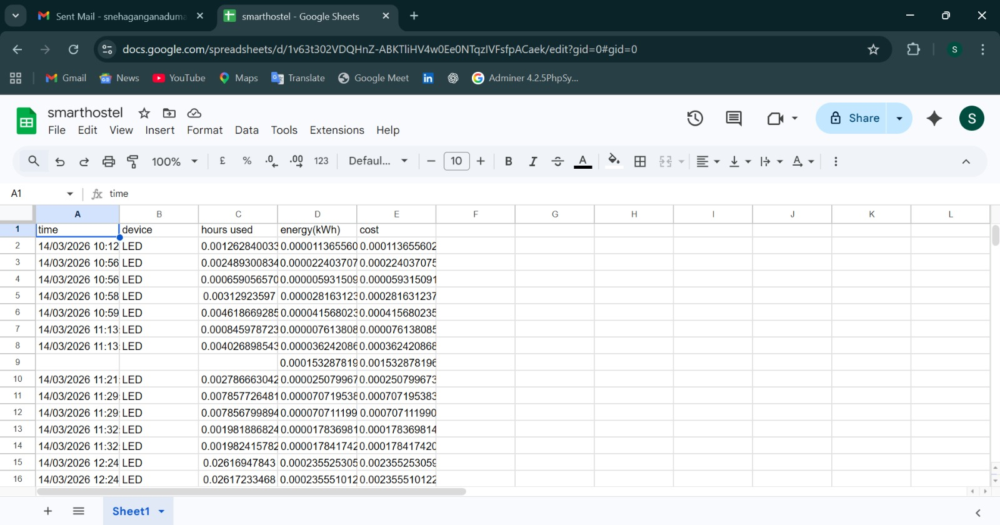 Sent Mail - snehaganganaduma
smarthostel - Google Sheets
docs.google.com/spreadsheets/d/1v63t302VDQHnZ-ABKTliHV4w0Ee0NTqzIVFsfpACaek/edit?gid=0#gid=0
S
Gmail
News
YouTube
Maps
Translate
Google Meet
in
Adminer 4.2.5PhpSy...
smarthostel
File Edit View Insert Format Data Tools Extensions Help
Share
S
100% £ % .0 .00 123 Defaul... 10 B I S A
A1 fx time
A B C D E F G H I J K L
1 time device hours used energy(kWh) cost
2 14/03/2026 10:12 LED 0.001262840033 0.000011365560 0.000113655602
3 14/03/2026 10:56 LED 0.002489300834 0.000022403707 0.000224037075
4 14/03/2026 10:56 LED 0.000659056570 0.000005931509 0.000059315091
5 14/03/2026 10:58 LED 0.00312923597 0.000028163123 0.000281631237
6 14/03/2026 10:59 LED 0.004618669285 0.000041568023 0.000415680235
7 14/03/2026 11:13: LED 0.000845978723 0.000007613808 0.000076138085
8 14/03/2026 11:13: LED 0.004026898543 0.000036242086 0.000362420868
9 0.000153287819 0.001532878196
10 14/03/2026 11:21: LED 0.002786663042 0.000025079967 0.000250799673
11 14/03/2026 11:29: LED 0.007857726481 0.000070719538 0.000707195383
12 14/03/2026 11:29: LED 0.007856799894 0.000070711199 0.000707111990
13 14/03/2026 11:32: LED 0.001981886824 0.000017836981 0.000178369814
14 14/03/2026 11:32: LED 0.001982415782 0.000017841742 0.000178417420
15 14/03/2026 12:24 LED 0.02616947843 0.000235525305 0.002355253059
16 14/03/2026 12:24 LED 0.02617233468 0.000235551012 0.002355510122
Sheet1